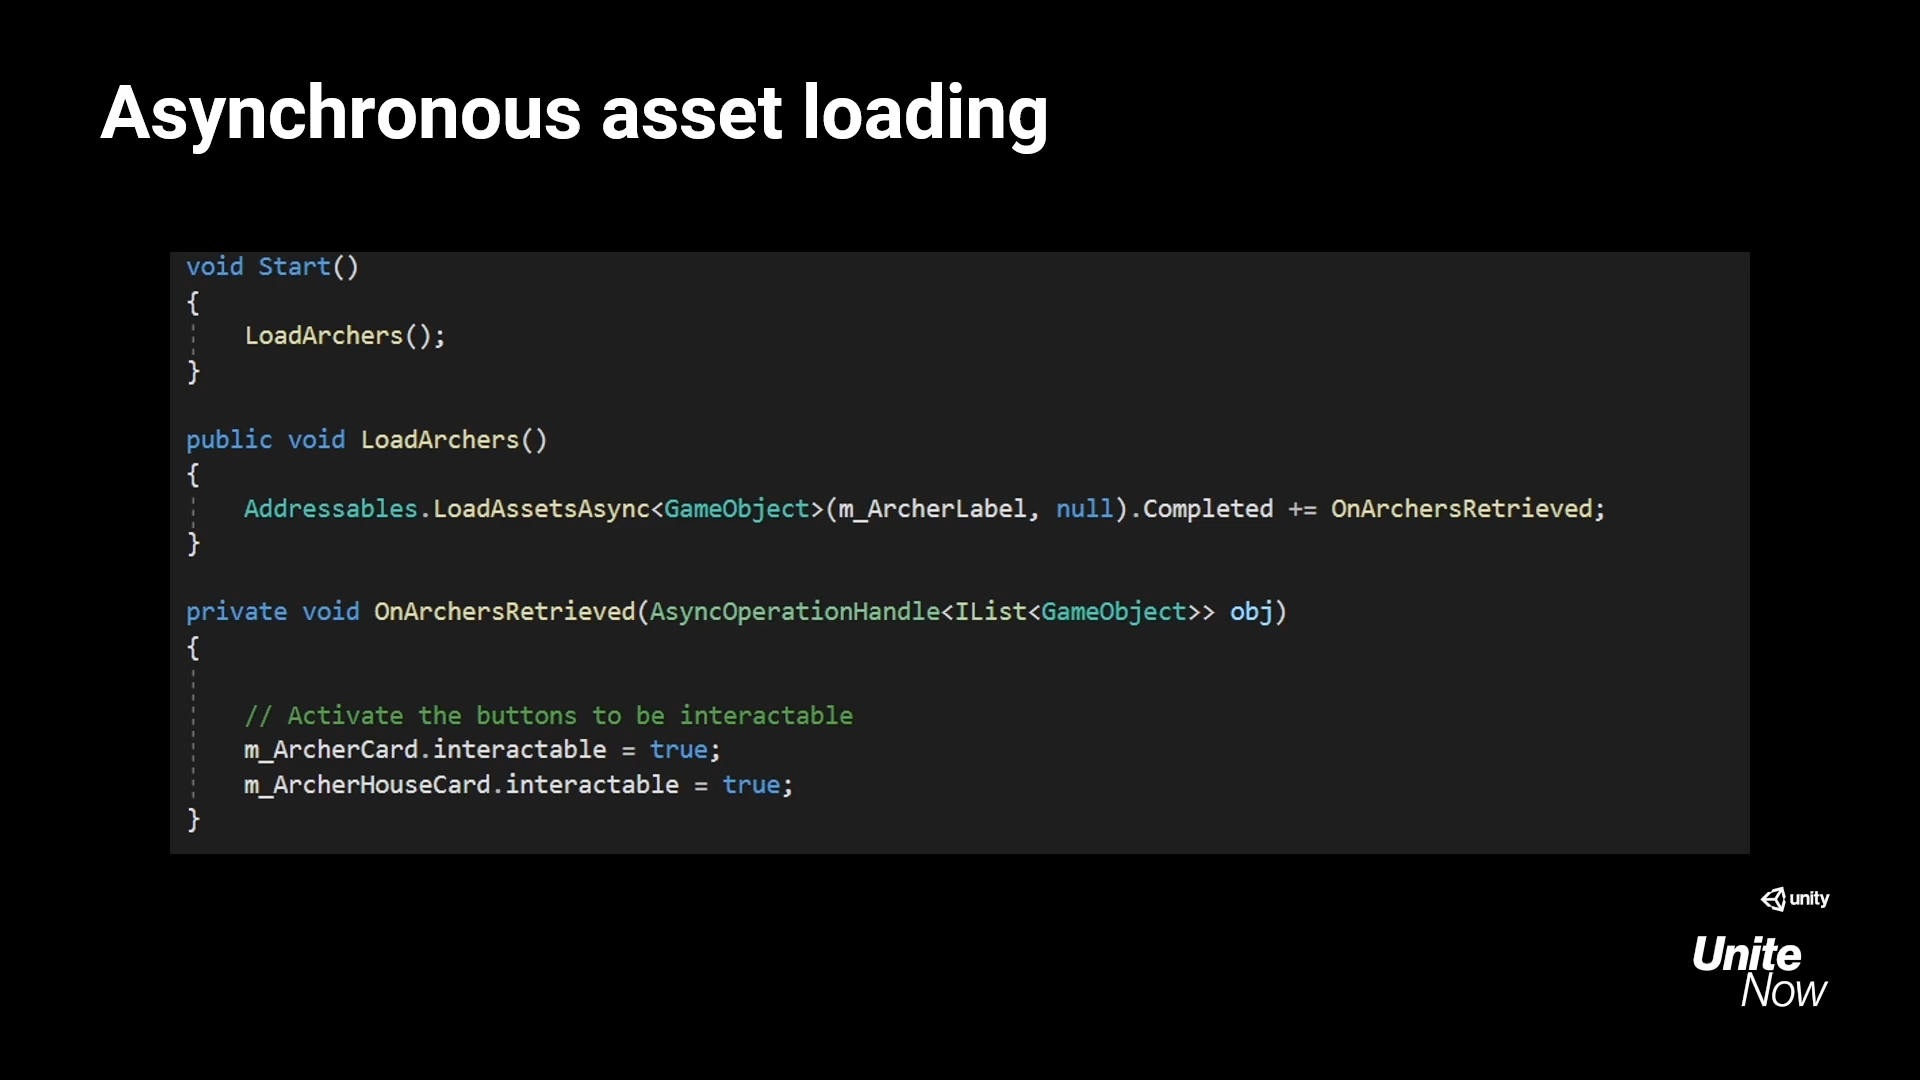 Asynchronous asset loading
void Start()
{
    LoadArchers();
}
public void LoadArchers()
{
    Addressables.LoadAssetsAsync<GameObject>(m_ArcherLabel, null).Completed += OnArchersRetrieved;
}
private void OnArchersRetrieved(AsyncOperationHandle<IList<GameObject>> obj)
{
    // Activate the buttons to be interactable
    m_ArcherCard.interactable = true;
    m_ArcherHouseCard.interactable = true;
}
unity
Unite
Now